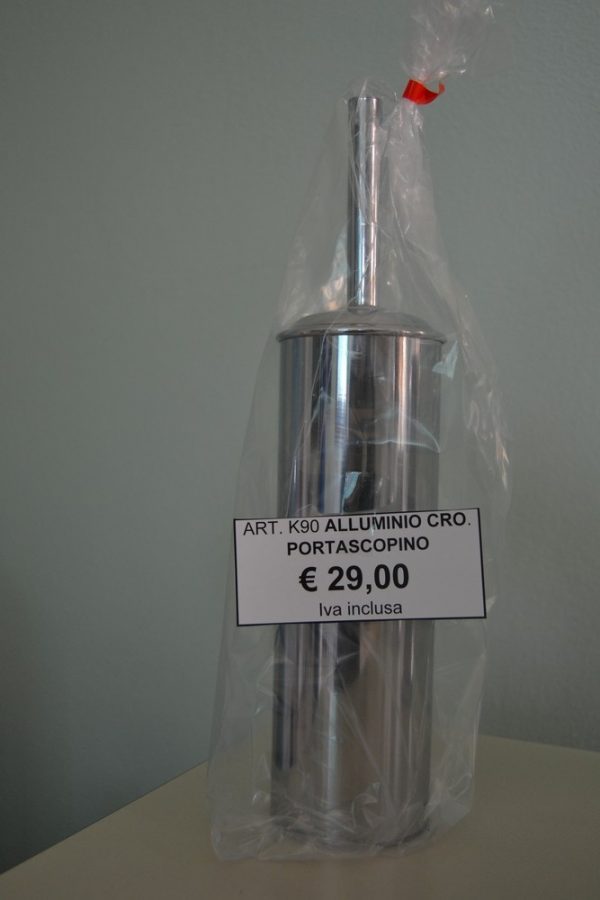 ART. K90 ALLUMINIO CRO.
PORTASCOPINO
€ 29,00
Iva inclusa